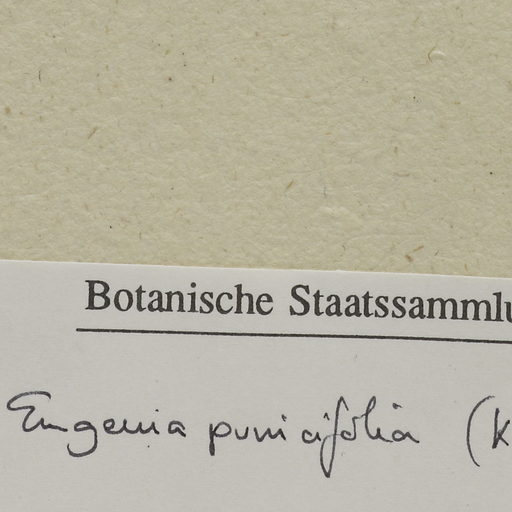 Botanische Staatssammlu
Eugenia punicifolia (K